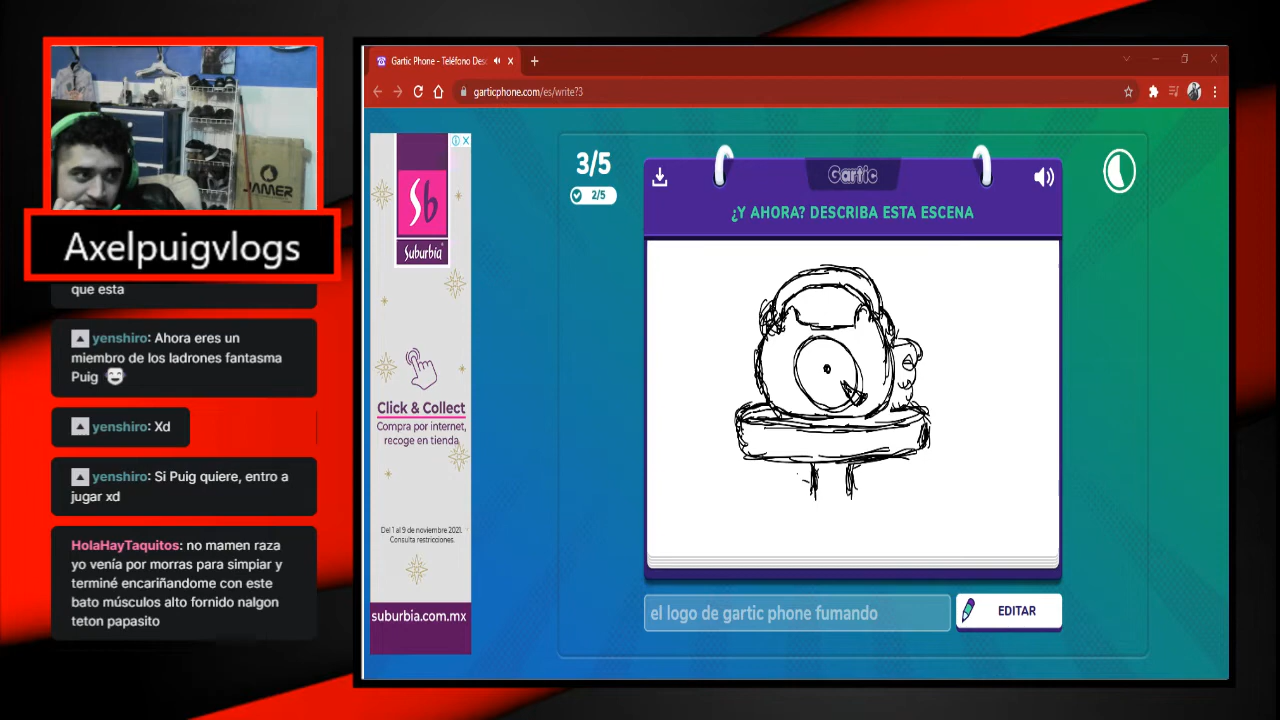 JAMER
Axelpuigvlogs
que esta
yenshiro: Ahora eres un
miembro de los ladrones fantasma
Puig
yenshiro: Xd
yenshiro: Si Puig quiere, entro a
jugar xd
HolaHayTaquitos: no mamen raza
yo venía por morras para simpiar y
terminé encariñandome con este
bato músculos alto fornido nalgon
teton papasito
Gartic Phone - Teléfono Des
garticphone.com/es/write?3
Sb
Suburbia
Click & Collect
Compra por internet,
recoge en tienda
Del 1 al 9 de noviembre 2021.
Consulta restricciones.
suburbia.com.mx
3/5
2/5
Gartic
¿Y AHORA? DESCRIBA ESTA ESCENA
el logo de gartic phone fumando
EDITAR